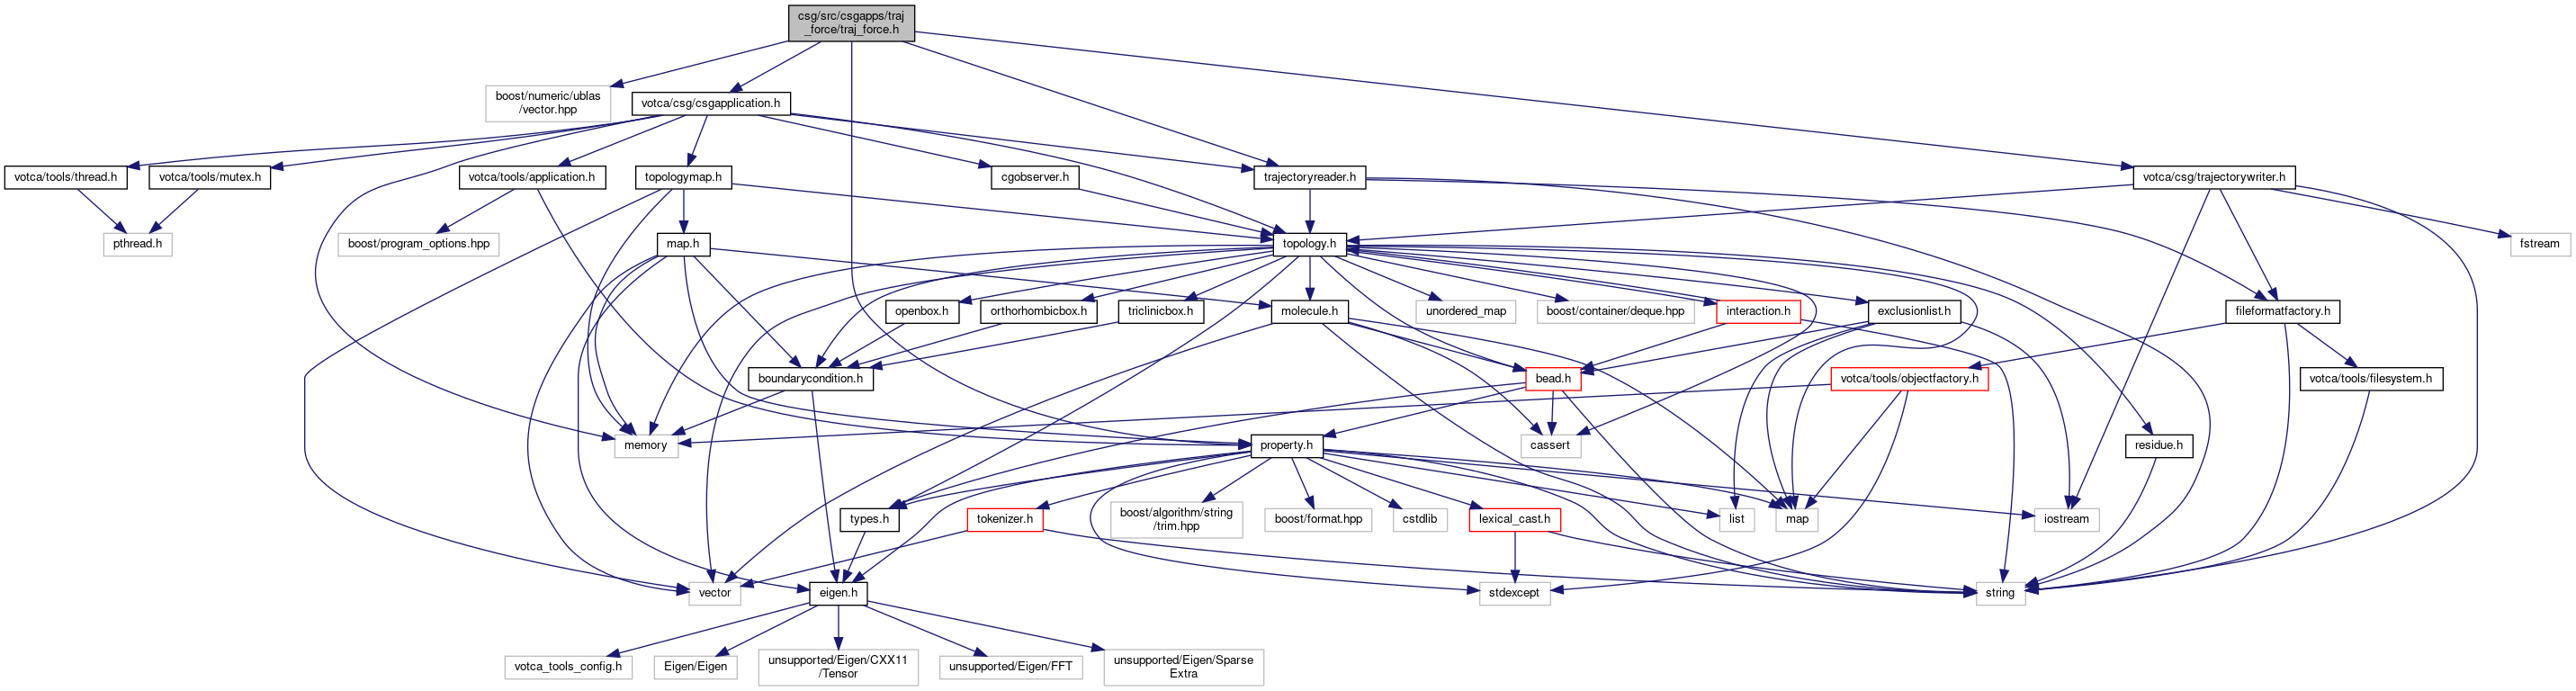 csg/src/csgapps/traj
_force/traj_force.h
boost/numeric/ublas
/vector.hpp
votca/csg/csgapplication.h
votca/tools/thread.h
votca/tools/mutex.h
votca/tools/application.h
topologymap.h
cgobserver.h
trajectoryreader.h
votca/csg/trajectorywriter.h
pthread.h
boost/program_options.hpp
map.h
topology.h
fstream
openbox.h
orthorhombicbox.h
triclinicbox.h
molecule.h
unordered_map
boost/container/deque.hpp
interaction.h
exclusionlist.h
fileformatfactory.h
boundarycondition.h
bead.h
votca/tools/objectfactory.h
votca/tools/filesystem.h
memory
property.h
cassert
residue.h
types.h
tokenizer.h
boost/algorithm/string
/trim.hpp
boost/format.hpp
cstdlib
lexical_cast.h
list
map
iostream
vector
eigen.h
stdexcept
string
votca_tools_config.h
Eigen/Eigen
unsupported/Eigen/CXX11
/Tensor
unsupported/Eigen/FFT
unsupported/Eigen/Sparse
Extra